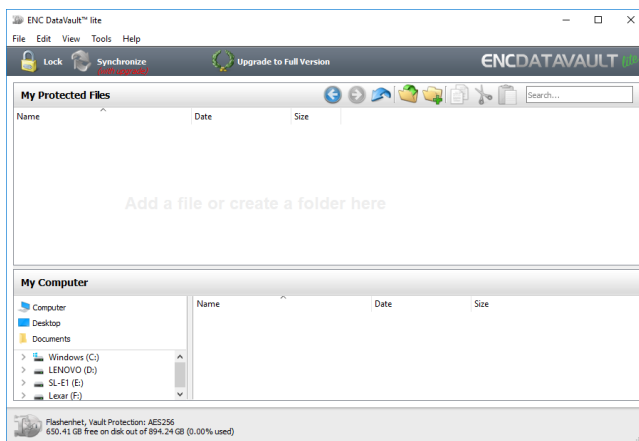 ENC DataVault™ lite
File Edit View Tools Help
Lock Synchronize Upgrade to Full Version ENCDATAVAULT lite
My Protected Files Search...
Name Date Size
Add a file or create a folder here
My Computer
Computer
Desktop
Documents
Windows (C:)
LENOVO (D:)
SL-E1 (E:)
Lexar (F:)
Name Date Size
Flashenhet, Vault Protection: AES256
650.41 GB free on disk out of 894.24 GB (0.00% used)